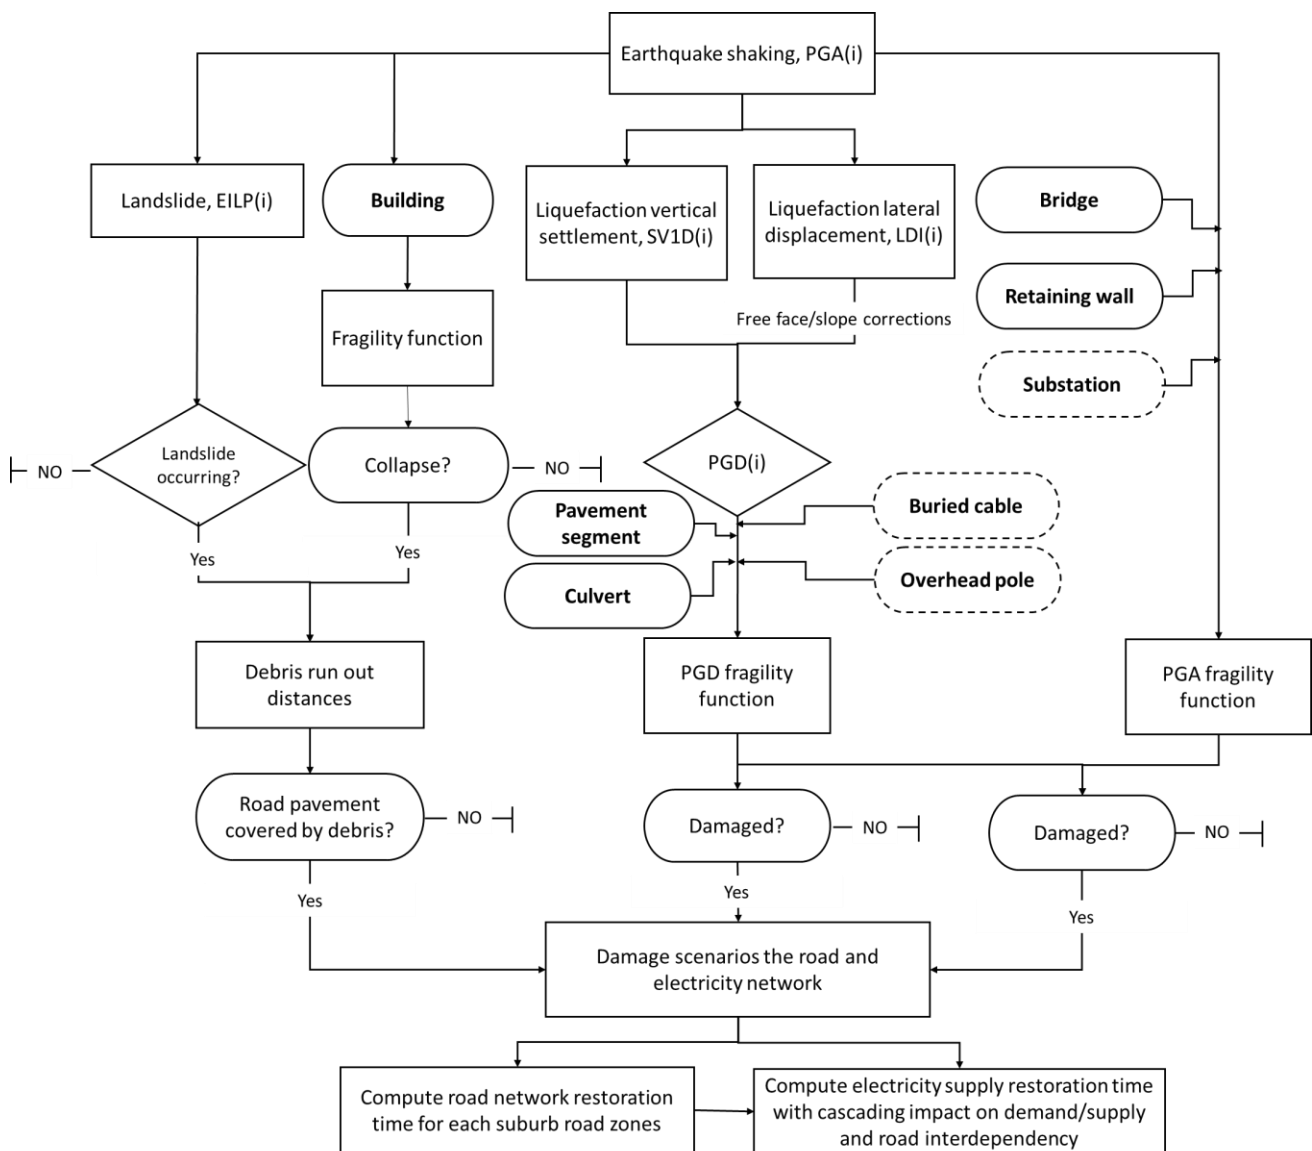 Earthquake shaking, PGA(i)
Landslide, EILP(i)
Building
Liquefaction vertical
settlement, SV1D(i)
Liquefaction lateral
displacement, LDI(i)
Bridge
Retaining wall
Substation
Fragility function
Free face/slope corrections
NO
Landslide
occurring?
Collapse?
NO
PGD(i)
Pavement
segment
Buried cable
Yes
Yes
Culvert
Overhead pole
Debris run out
distances
PGD fragility
function
PGA fragility
function
Road pavement
covered by debris?
NO
Damaged?
NO
Damaged?
NO
Yes
Yes
Yes
Damage scenarios the road and
electricity network
Compute road network restoration
time for each suburb road zones
Compute electricity supply restoration time
with cascading impact on demand/supply
and road interdependency